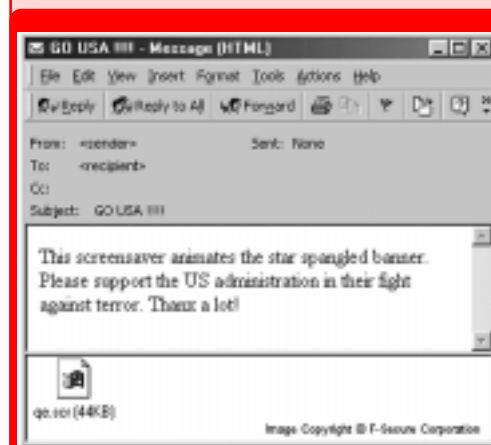 GO USA !!!! - Message (HTML)
File Edit View Insert Format Tools Actions Help
Reply Reply to All Forward
From: <sender> Sent: None
To: <recipient>
Cc:
Subject: GO USA !!!!
This screensaver animates the star spangled banner.
Please support the US administration in their fight
against terror. Thanx a lot!
qe.scr (44KB)
Image Copyright © F-Secure Corporation